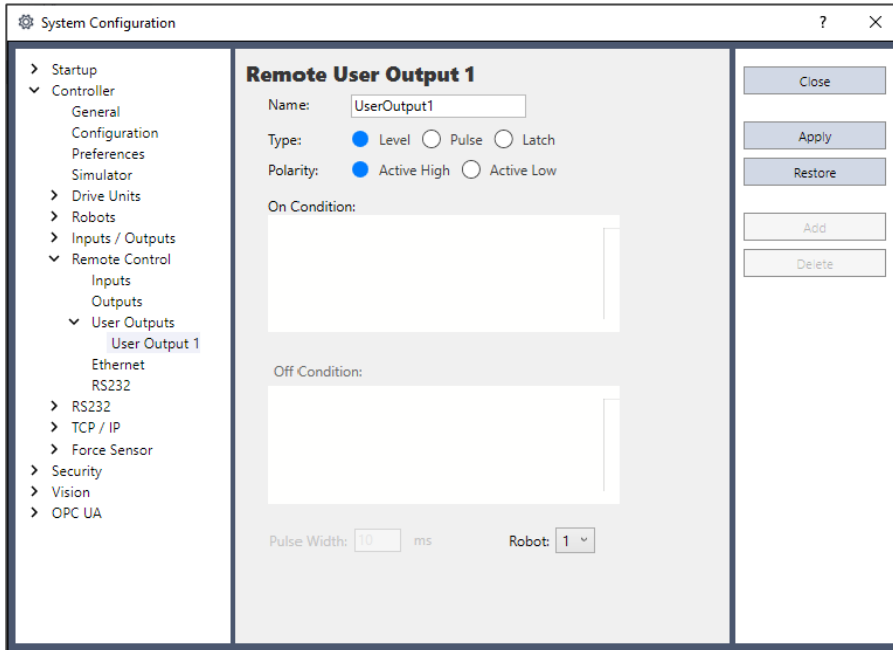 System Configuration ?
Startup
Controller
General
Configuration
Preferences
Simulator
Drive Units
Robots
Inputs / Outputs
Remote Control
Inputs
Outputs
User Outputs
User Output 1
Ethernet
RS232
RS232
TCP / IP
Force Sensor
Security
Vision
OPC UA
Remote User Output 1
Name: UserOutput1
Type: Level Pulse Latch
Polarity: Active High Active Low
On Condition:
Off Condition:
Pulse Width: 10 ms Robot: 1
Close
Apply
Restore
Add
Delete